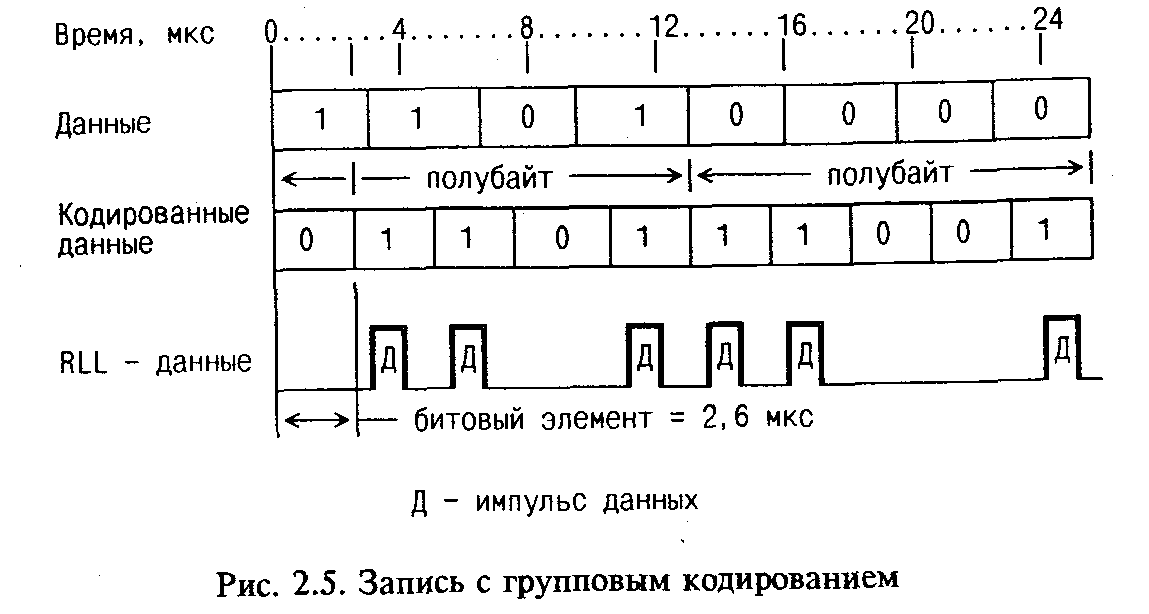 Время, мкс 0.......4........8........12.......16.......20......24
Данные 1 1 0 1 0 0 0 0
полубайт полубайт
Кодированные
данные 0 1 1 0 1 1 1 0 0 1
RLL - данные Д Д Д Д Д Д
битовый элемент = 2,6 мкс
Д - импульс данных
Рис. 2.5. Запись с групповым кодированием